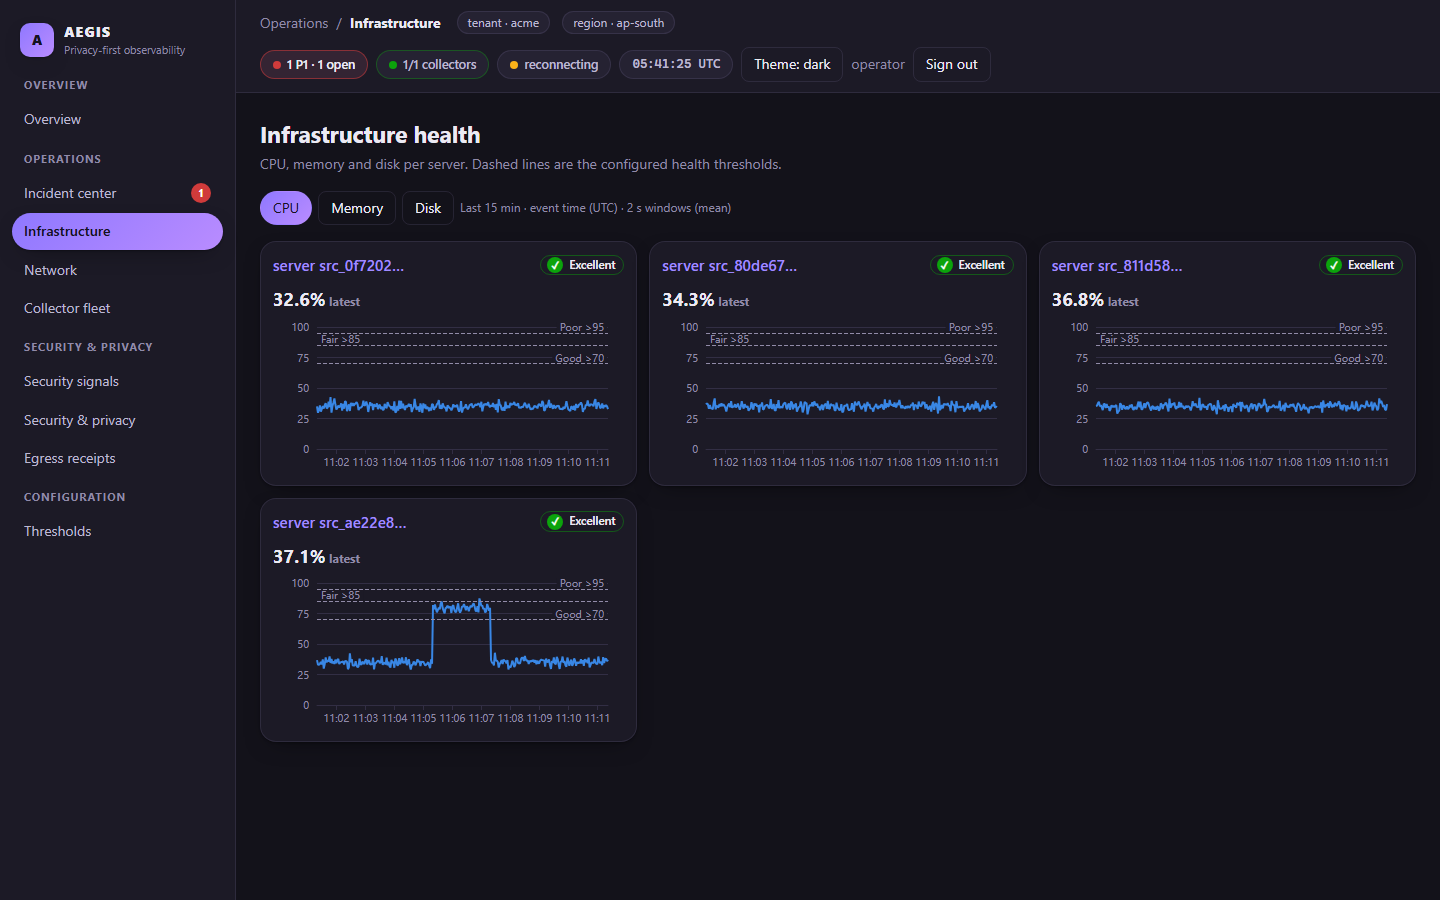 A
AEGIS
Privacy-first observability
OVERVIEW
Overview
OPERATIONS
Incident center 1
Infrastructure
Network
Collector fleet
SECURITY & PRIVACY
Security signals
Security & privacy
Egress receipts
CONFIGURATION
Thresholds
Operations / Infrastructure tenant · acme region · ap-south
1 P1 · 1 open 1/1 collectors reconnecting 05:41:25 UTC Theme: dark operator Sign out
Infrastructure health
CPU, memory and disk per server. Dashed lines are the configured health thresholds.
CPU Memory Disk Last 15 min · event time (UTC) · 2 s windows (mean)
server src_0f7202... Excellent
32.6% latest
100 Poor >95
Fair >85
75 Good >70
50
25
0
11:02 11:03 11:04 11:05 11:06 11:07 11:08 11:09 11:10 11:11
server src_80de67... Excellent
34.3% latest
100 Poor >95
Fair >85
75 Good >70
50
25
0
11:02 11:03 11:04 11:05 11:06 11:07 11:08 11:09 11:10 11:11
server src_811d58... Excellent
36.8% latest
100 Poor >95
Fair >85
75 Good >70
50
25
0
11:02 11:03 11:04 11:05 11:06 11:07 11:08 11:09 11:10 11:11
server src_ae22e8... Excellent
37.1% latest
100 Poor >95
Fair >85
75 Good >70
50
25
0
11:02 11:03 11:04 11:05 11:06 11:07 11:08 11:09 11:10 11:11